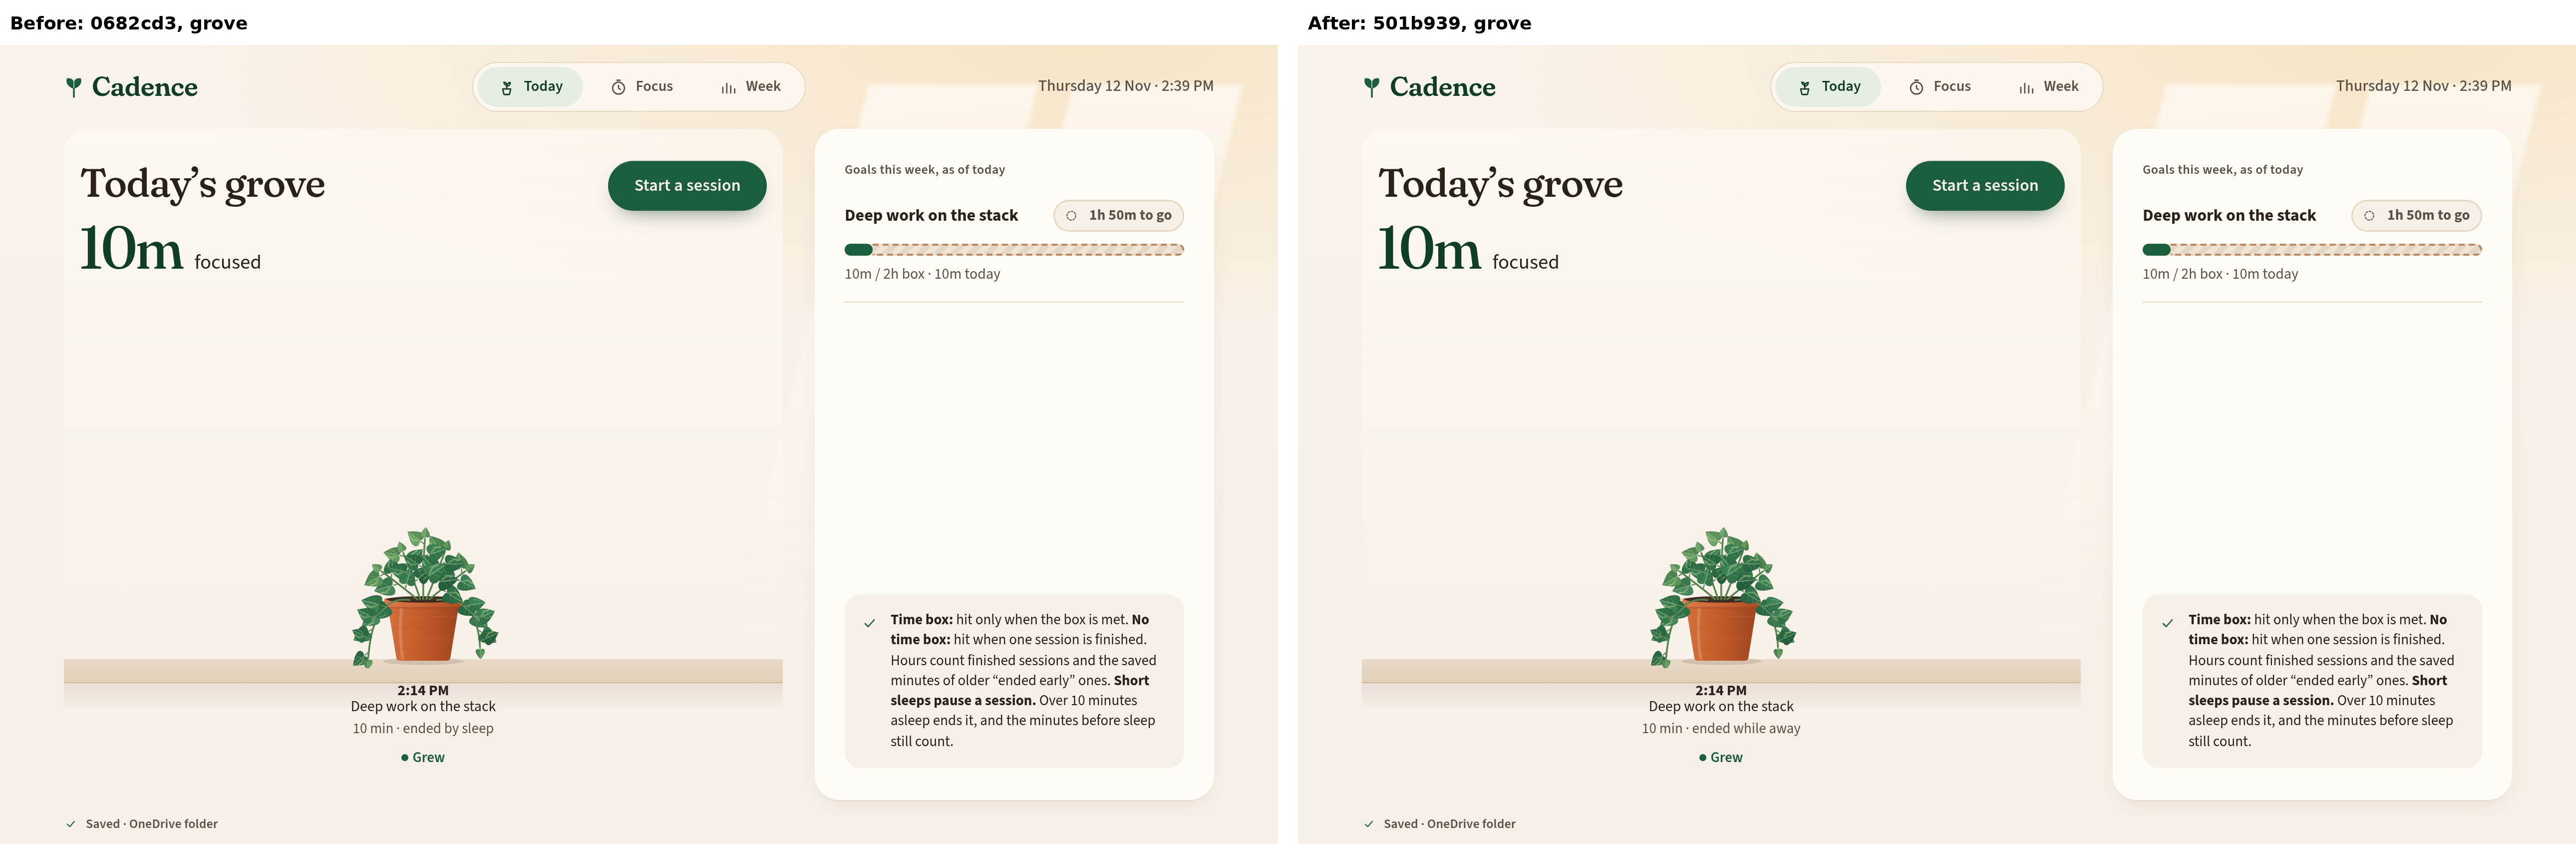 Before: 0682cd3, grove
Cadence
Today
Focus
Week
Thursday 12 Nov · 2:39 PM
Today’s grove
Start a session
10m focused
Goals this week, as of today
Deep work on the stack
1h 50m to go
10m / 2h box · 10m today
Time box: hit only when the box is met. No
time box: hit when one session is finished.
Hours count finished sessions and the saved
minutes of older “ended early” ones. Short
sleeps pause a session. Over 10 minutes
asleep ends it, and the minutes before sleep
still count.
2:14 PM
Deep work on the stack
10 min · ended by sleep
Grew
Saved · OneDrive folder
After: 501b939, grove
Cadence
Today
Focus
Week
Thursday 12 Nov · 2:39 PM
Today’s grove
Start a session
10m focused
Goals this week, as of today
Deep work on the stack
1h 50m to go
10m / 2h box · 10m today
Time box: hit only when the box is met. No
time box: hit when one session is finished.
Hours count finished sessions and the saved
minutes of older “ended early” ones. Short
sleeps pause a session. Over 10 minutes
asleep ends it, and the minutes before sleep
still count.
2:14 PM
Deep work on the stack
10 min · ended while away
Grew
Saved · OneDrive folder